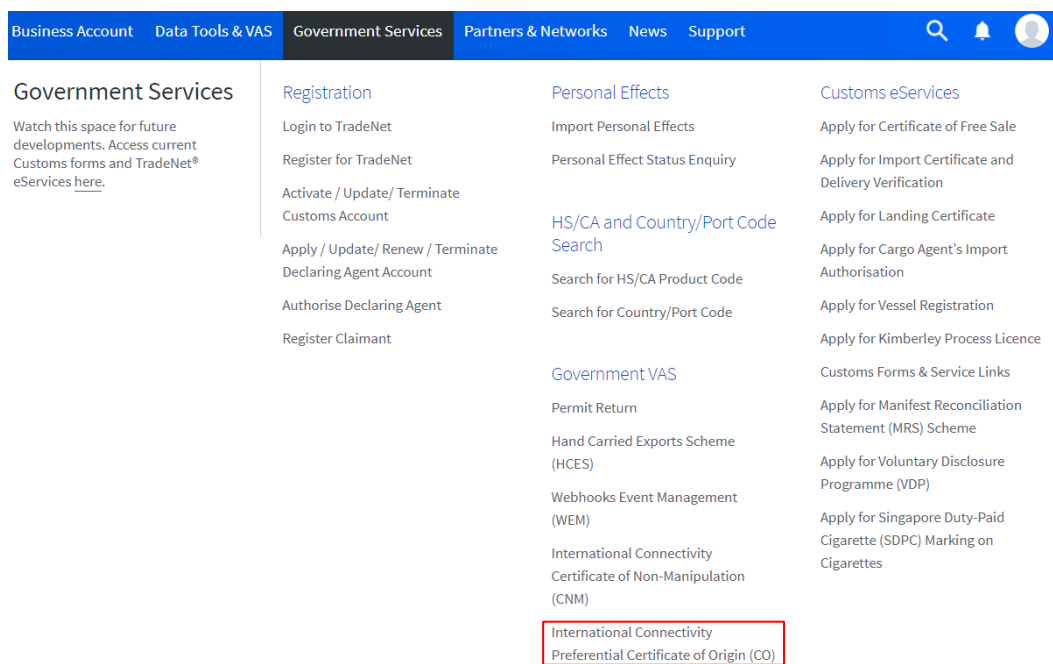 Business Account Data Tools & VAS Government Services Partners & Networks News Support
Government Services
Watch this space for future
developments. Access current
Customs forms and TradeNet®
eServices here.
Registration
Login to TradeNet
Register for TradeNet
Activate / Update/ Terminate
Customs Account
Apply / Update/ Renew / Terminate
Declaring Agent Account
Authorise Declaring Agent
Register Claimant
Personal Effects
Import Personal Effects
Personal Effect Status Enquiry
HS/CA and Country/Port Code
Search
Search for HS/CA Product Code
Search for Country/Port Code
Government VAS
Permit Return
Hand Carried Exports Scheme
(HCES)
Webhooks Event Management
(WEM)
International Connectivity
Certificate of Non-Manipulation
(CNM)
International Connectivity
Preferential Certificate of Origin (CO)
Customs eServices
Apply for Certificate of Free Sale
Apply for Import Certificate and
Delivery Verification
Apply for Landing Certificate
Apply for Cargo Agent's Import
Authorisation
Apply for Vessel Registration
Apply for Kimberley Process Licence
Customs Forms & Service Links
Apply for Manifest Reconciliation
Statement (MRS) Scheme
Apply for Voluntary Disclosure
Programme (VDP)
Apply for Singapore Duty-Paid
Cigarette (SDPC) Marking on
Cigarettes